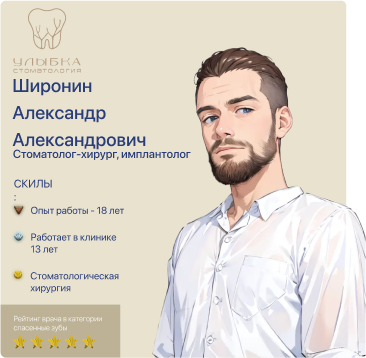 УЛЫБКА
СТОМАТОЛОГИЯ
Широнин
Александр
Александрович
Стоматолог-хирург, имплантолог
СКИЛЫ
:
Опыт работы - 18 лет
Работает в клинике
13 лет
Стоматологическая
хирургия
Рейтинг врача в категории
спасенные зубы